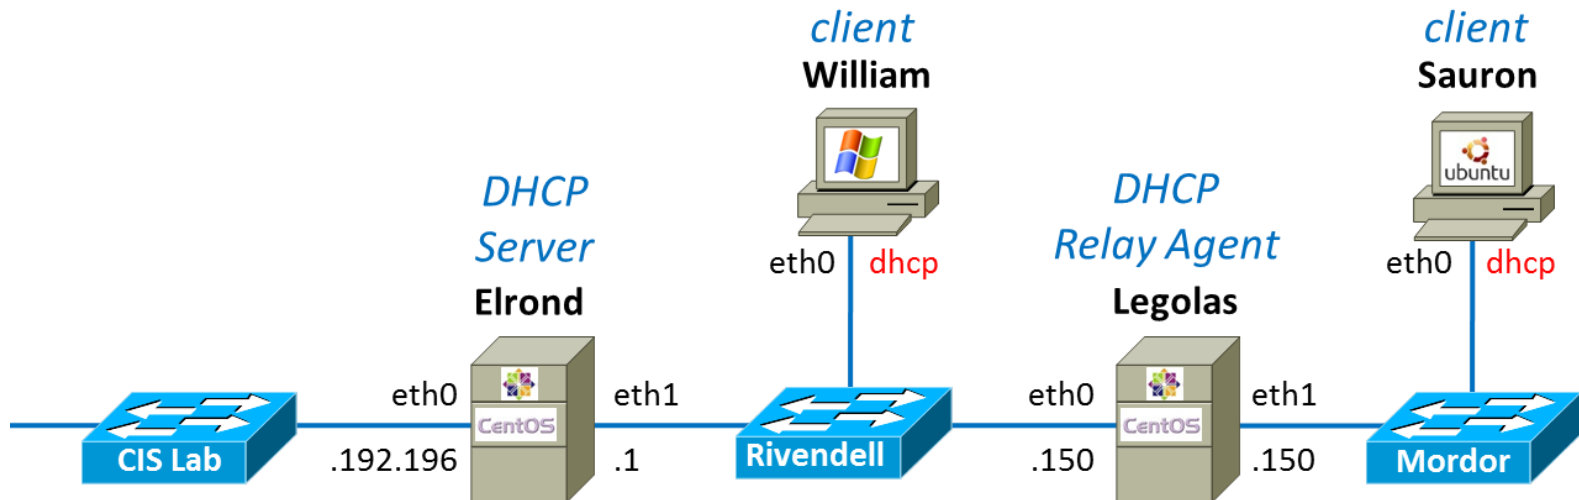 client
William
client
Sauron
ubuntu
DHCP
Server
Elrond
eth0 dhcp
DHCP
Relay Agent
Legolas
eth0 dhcp
eth0
CentOS
eth1
eth0
CentOS
eth1
CIS Lab
.192.196
.1
Rivendell
.150
.150
Mordor